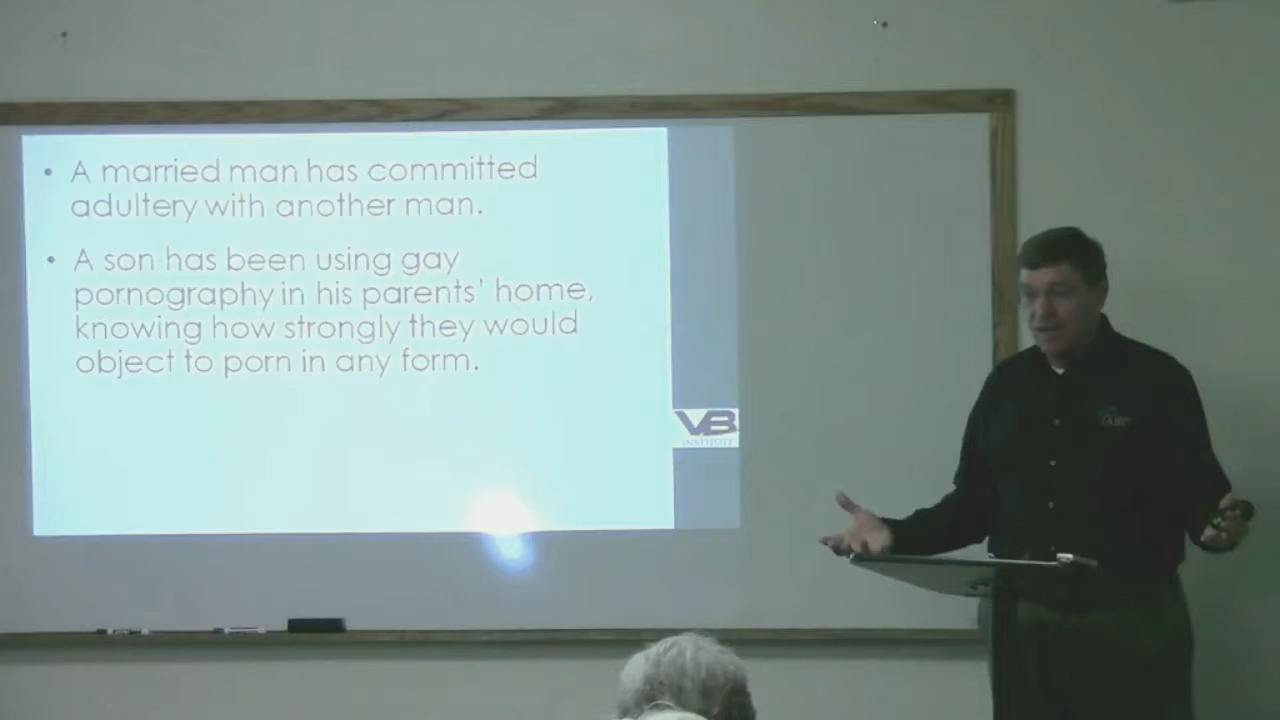 • A married man has committed
adultery with another man.
• A son has been using gay
pornography in his parents' home,
knowing how strongly they would
object to porn in any form.
VB
INSTITUTE